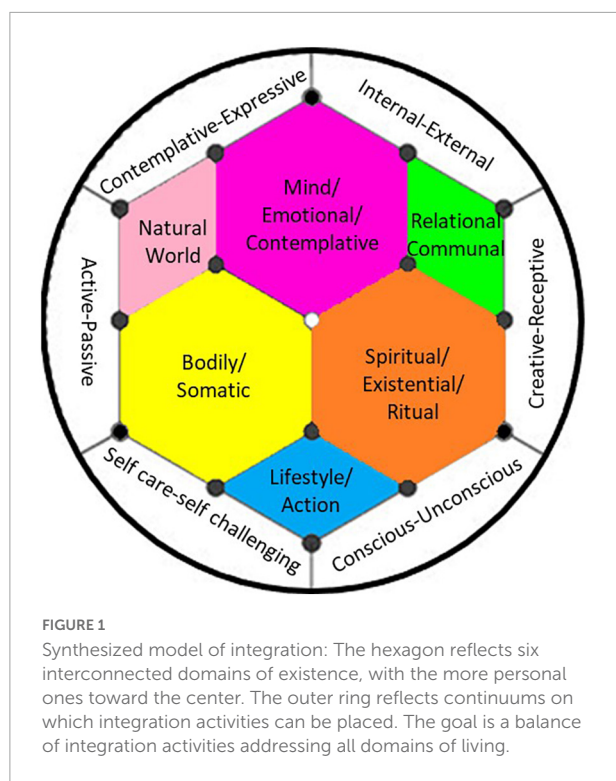 Contemplative-Expressive
Internal-External
Mind/
Emotional/
Contemplative
Natural
World
Relational
Communal
Active-Passive
Creative-Receptive
Bodily/
Somatic
Spiritual/
Existential/
Ritual
Lifestyle/
Action
Self care-self challenging
Conscious-Unconscious
FIGURE 1
Synthesized model of integration: The hexagon reflects six
interconnected domains of existence, with the more personal
ones toward the center. The outer ring reflects continuums on
which integration activities can be placed. The goal is a balance
of integration activities addressing all domains of living.